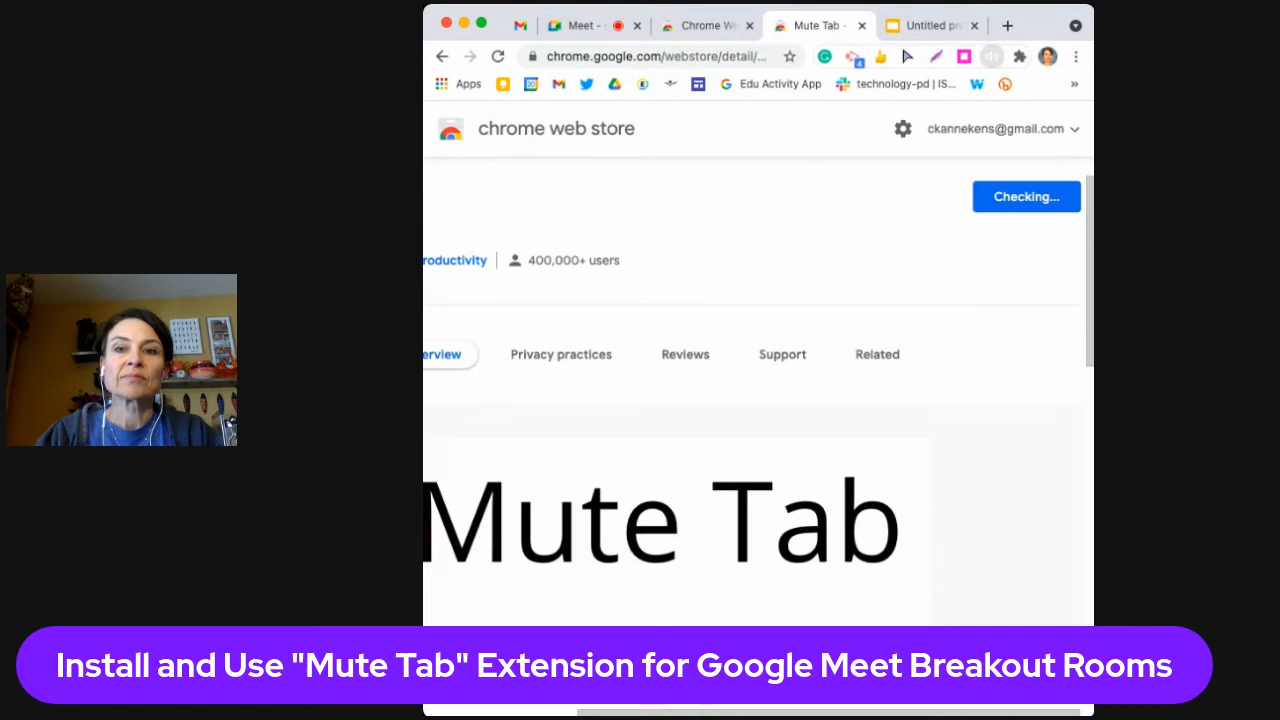 Meet -
Chrome We
Mute Tab -
Untitled pr
chrome.google.com/webstore/detail/...
4
Apps
Edu Activity App
technology-pd | IS...
»
chrome web store
ckannekens@gmail.com
Checking...
roductivity
400,000+ users
erview
Privacy practices
Reviews
Support
Related
Mute Tab
Install and Use "Mute Tab" Extension for Google Meet Breakout Rooms